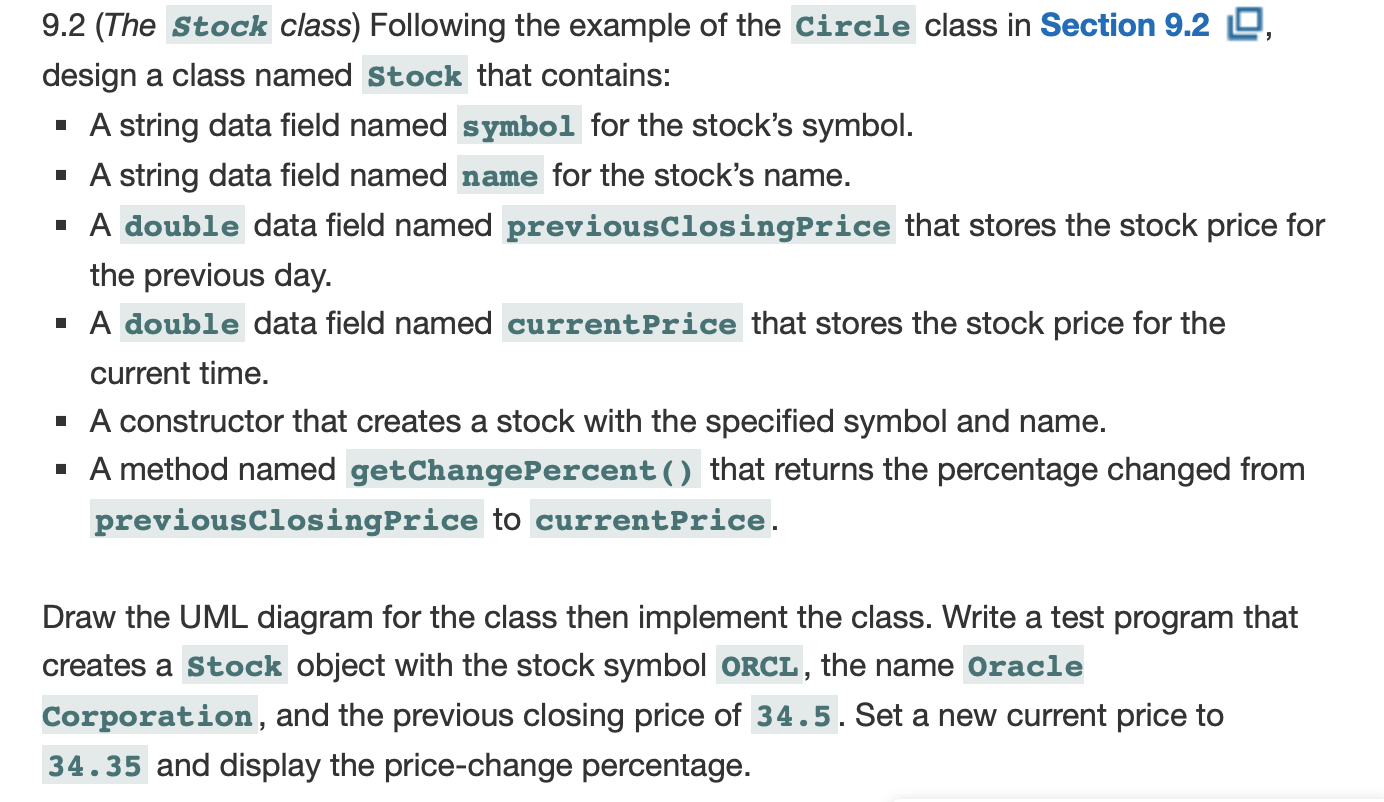 9.2 (The Stock class) Following the example of the Circle class in Section 9.2 ,
design a class named Stock that contains:
▪ A string data field named symbol for the stock’s symbol.
▪ A string data field named name for the stock’s name.
▪ A double data field named previousClosingPrice that stores the stock price for
the previous day.
▪ A double data field named currentPrice that stores the stock price for the
current time.
▪ A constructor that creates a stock with the specified symbol and name.
▪ A method named getChangePercent() that returns the percentage changed from
previousClosingPrice to currentPrice.
Draw the UML diagram for the class then implement the class. Write a test program that
creates a Stock object with the stock symbol ORCL, the name Oracle
Corporation, and the previous closing price of 34.5. Set a new current price to
34.35 and display the price-change percentage.